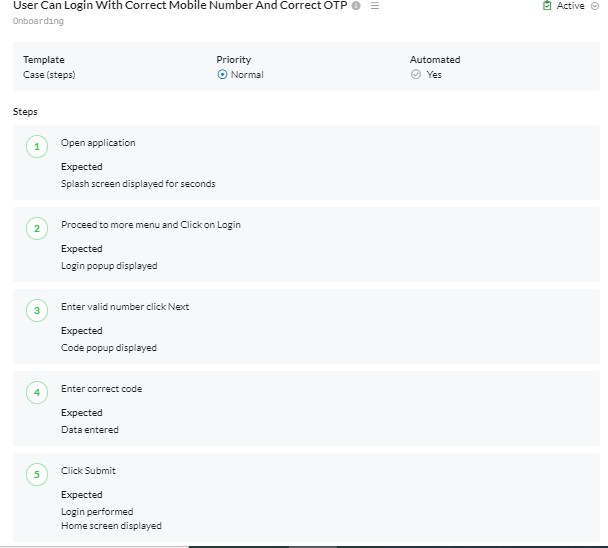 User Can Login With Correct Mobile Number And Correct OTP
Active
Onboarding
Template
Priority
Automated
Case (steps)
Normal
Yes
Steps
1
Open application
Expected
Splash screen displayed for seconds
2
Proceed to more menu and Click on Login
Expected
Login popup displayed
3
Enter valid number click Next
Expected
Code popup displayed
4
Enter correct code
Expected
Data entered
5
Click Submit
Expected
Login performed
Home screen displayed